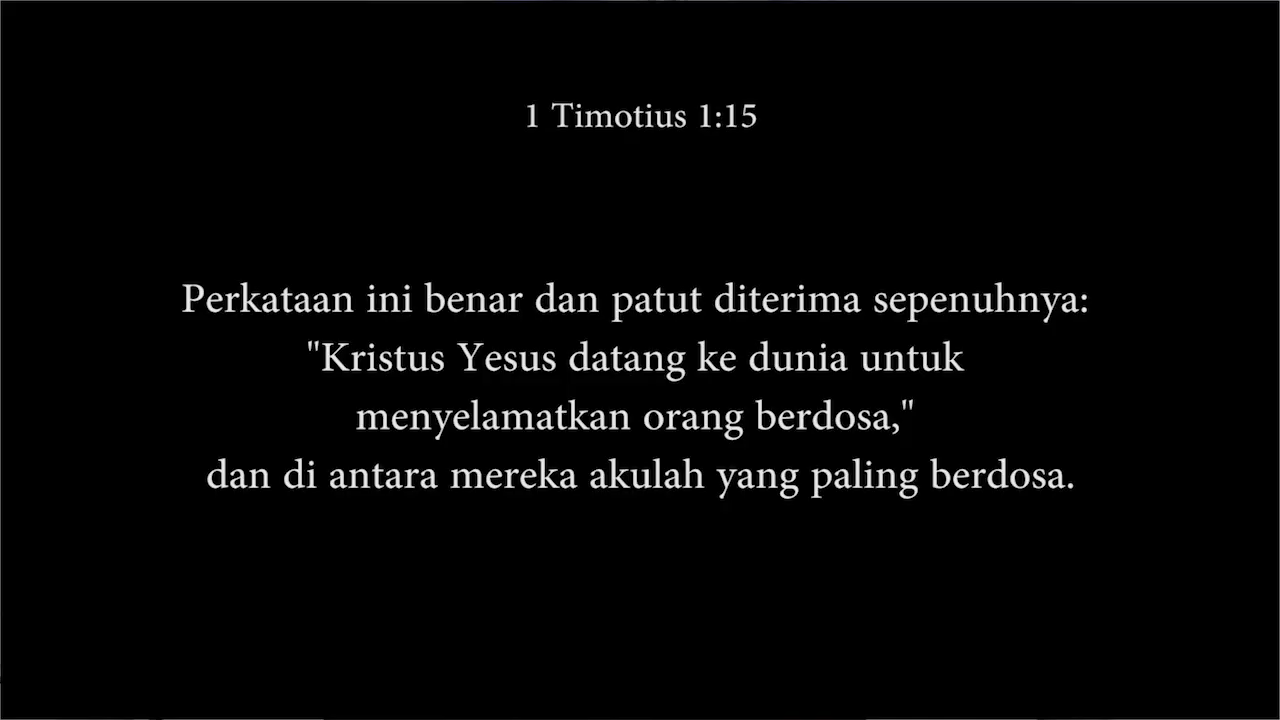 1 Timotius 1:15
Perkataan ini benar dan patut diterima sepenuhnya:
"Kristus Yesus datang ke dunia untuk
menyelamatkan orang berdosa,"
dan di antara mereka akulah yang paling berdosa.